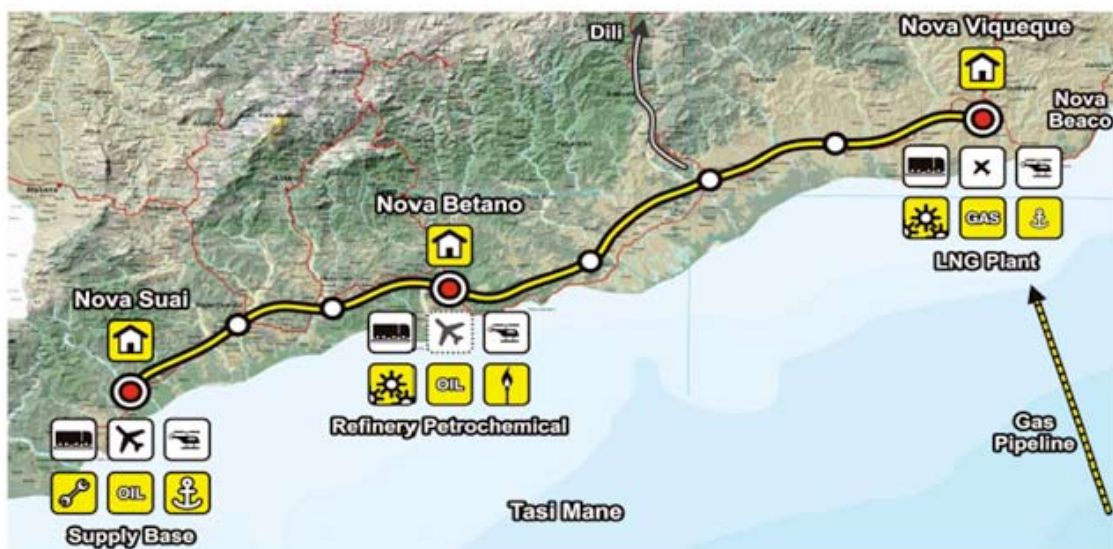 Dili
Nova Viqueque
Nova
Beaco
Nova Betano
GAS
LNG Plant
Nova Suai
OIL
Refinery Petrochemical
Gas
Pipeline
OIL
Supply Base
Tasi Mane